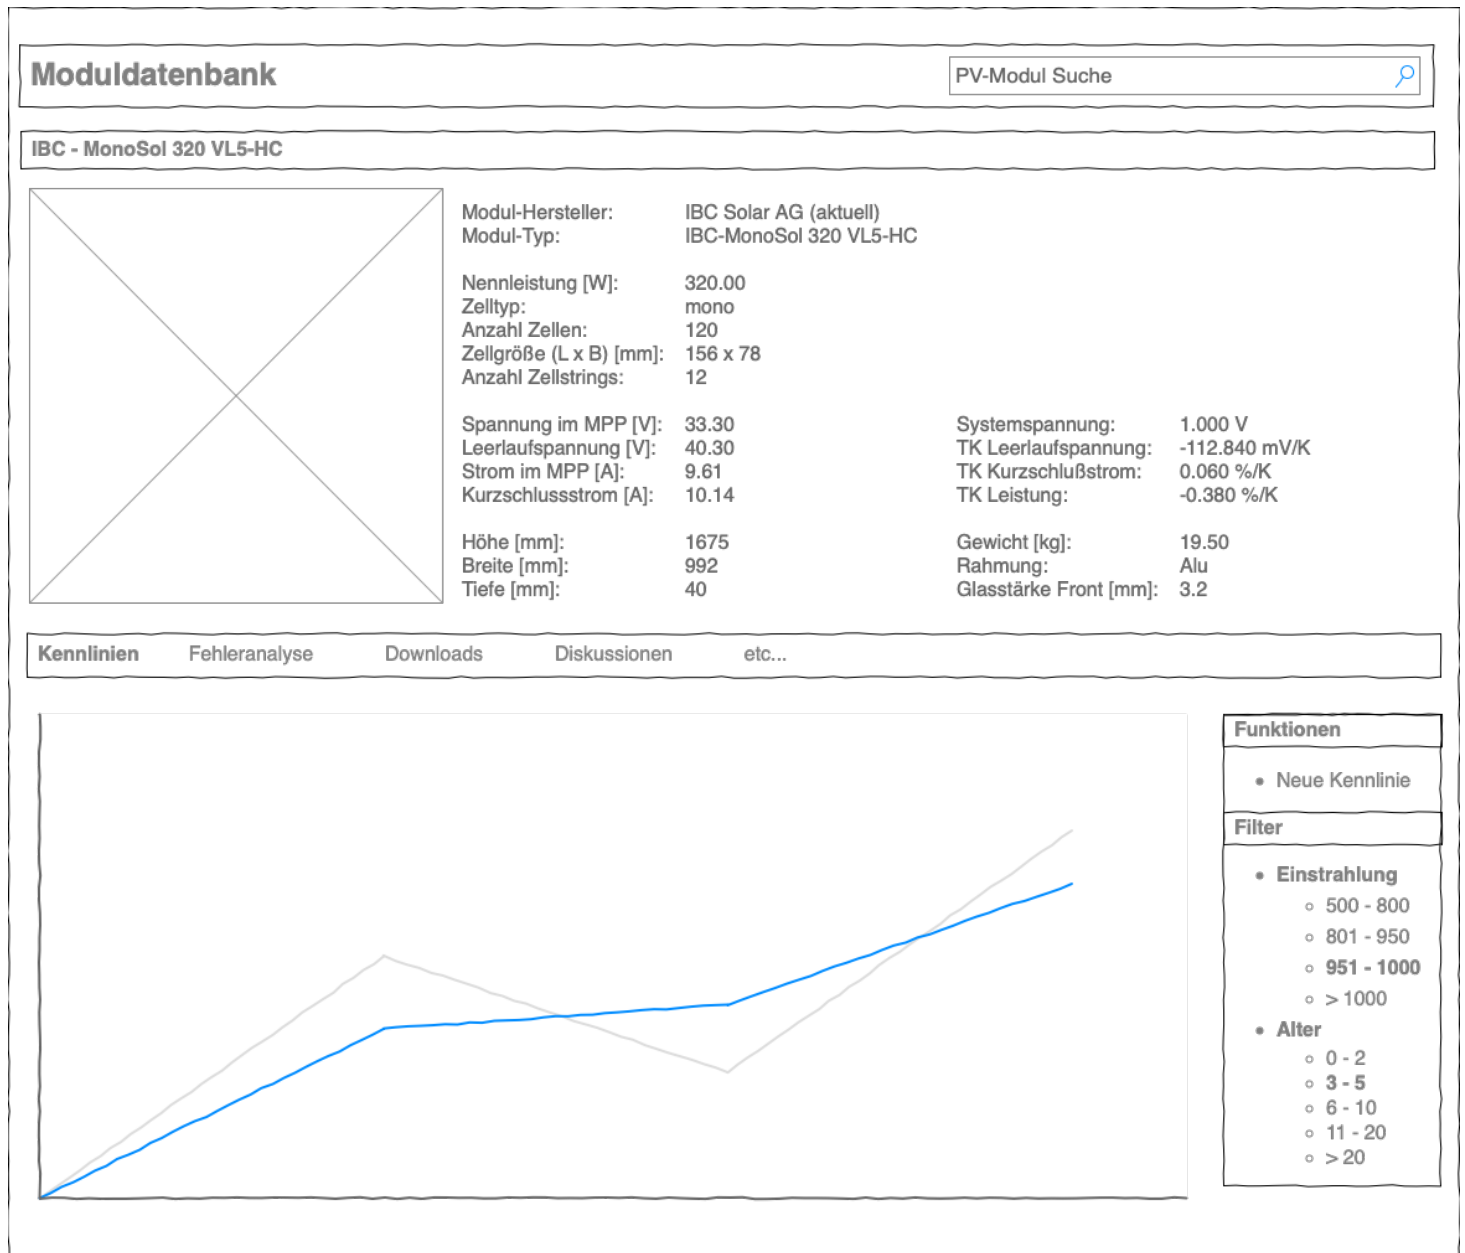 Moduldatenbank
PV-Modul Suche
IBC - MonoSol 320 VL5-HC
Modul-Hersteller: IBC Solar AG (aktuell)
Modul-Typ: IBC-MonoSol 320 VL5-HC
Nennleistung [W]: 320.00
Zelltyp: mono
Anzahl Zellen: 120
Zellgröße (L x B) [mm]: 156 x 78
Anzahl Zellstrings: 12
Spannung im MPP [V]: 33.30
Leerlaufspannung [V]: 40.30
Strom im MPP [A]: 9.61
Kurzschlussstrom [A]: 10.14
Systemspannung: 1.000 V
TK Leerlaufspannung: -112.840 mV/K
TK Kurzschlußstrom: 0.060 %/K
TK Leistung: -0.380 %/K
Höhe [mm]: 1675
Breite [mm]: 992
Tiefe [mm]: 40
Gewicht [kg]: 19.50
Rahmung: Alu
Glasstärke Front [mm]: 3.2
Kennlinien Fehleranalyse Downloads Diskussionen etc...
Funktionen
Neue Kennlinie
Filter
Einstrahlung
500 - 800
801 - 950
951 - 1000
> 1000
Alter
0 - 2
3 - 5
6 - 10
11 - 20
> 20